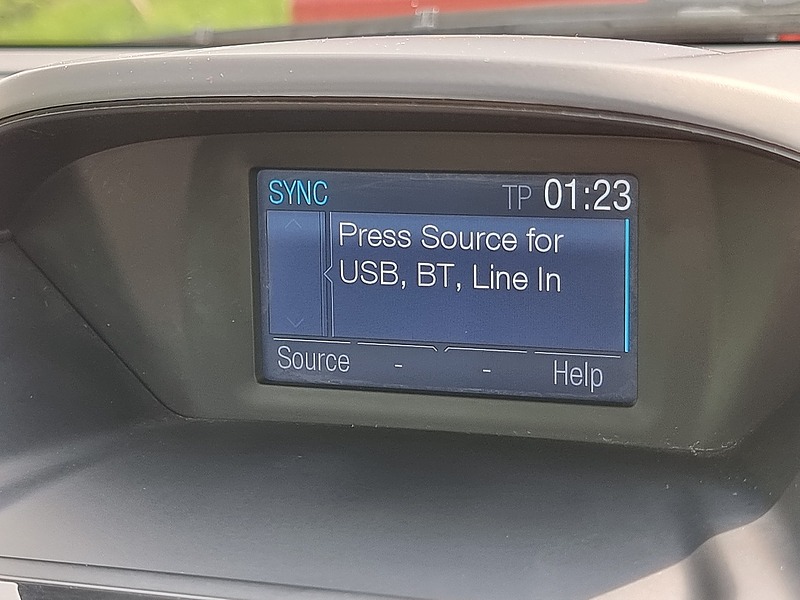 SYNC TP 01:23
Press Source for
USB, BT, Line In
Source - - Help